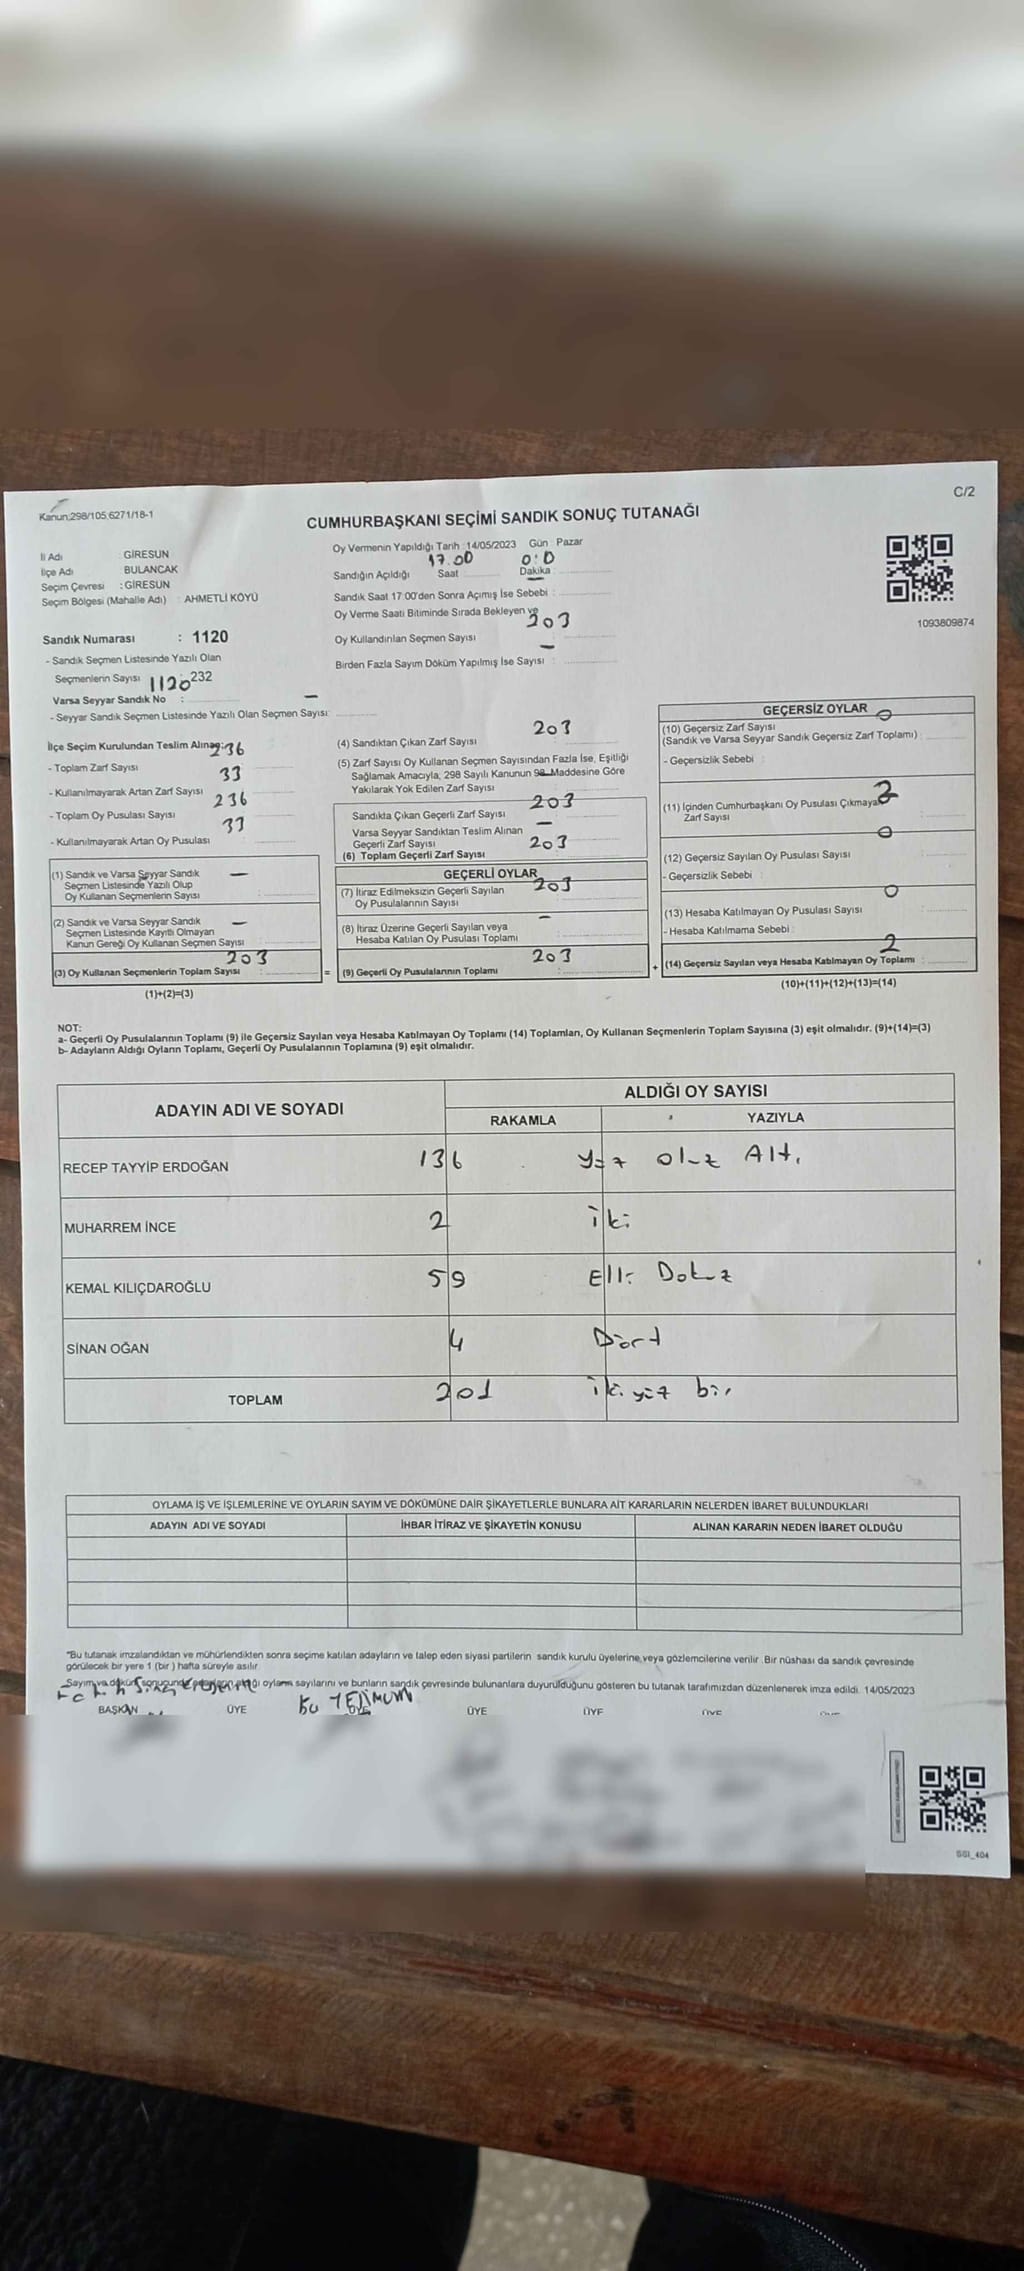 Kanun;298/105;6271/18-1
C/2
CUMHURBAŞKANI SEÇİMİ SANDIK SONUÇ TUTANAĞI
İl Adı GİRESUN
İlçe Adı : BULANCAK
Seçim Çevresi : GİRESUN
Seçim Bölgesi (Mahalle Adı) : AHMETLİ KÖYÜ
Sandık Numarası : 1120
- Sandık Seçmen Listesinde Yazılı Olan
Seçmenlerin Sayısı : 232
1120
Varsa Seyyar Sandık No :
- Seyyar Sandık Seçmen Listesinde Yazılı Olan Seçmen Sayısı: –
Oy Vermenin Yapıldığı Tarih :14/05/2023 Gün : Pazar
Sandığın Açıldığı Saat 17.00 Dakika 0:0
Sandık Saat 17:00'den Sonra Açımış İse Sebebi : –
Oy Verme Saati Bitiminde Sırada Bekleyen ve
Oy Kullandırılan Seçmen Sayısı 203
Birden Fazla Sayım Döküm Yapılmış İse Sayısı : –
1093809874
İlçe Seçim Kurulundan Teslim Alınan;
- Toplam Zarf Sayısı 236
- Kullanılmayarak Artan Zarf Sayısı 33
- Toplam Oy Pusulası Sayısı 236
- Kullanılmayarak Artan Oy Pusulası 33
(1) Sandık ve Varsa Seyyar Sandık
Seçmen Listesinde Yazılı Olup
Oy Kullanan Seçmenlerin Sayısı : –
(2) Sandık ve Varsa Seyyar Sandık
Seçmen Listesinde Kayıtlı Olmayan
Kanun Gereği Oy Kullanan Seçmen Sayısı –
(3) Oy Kullanan Seçmenlerin Toplam Sayısı : 203
(1)+(2)=(3)
(4) Sandıktan Çıkan Zarf Sayısı 203
(5) Zarf Sayısı Oy Kullanan Seçmen Sayısından Fazla İse, Eşitliği
Sağlamak Amacıyla, 298 Sayılı Kanunun 98. Maddesine Göre
Yakılarak Yok Edilen Zarf Sayısı –
Sandıkta Çıkan Geçerli Zarf Sayısı 203
Varsa Seyyar Sandıktan Teslim Alınan
Geçerli Zarf Sayısı –
(6) Toplam Geçerli Zarf Sayısı 203
GEÇERLİ OYLAR
(7) İtiraz Edilmeksizin Geçerli Sayılan
Oy Pusulalarının Sayısı 203
(8) İtiraz Üzerine Geçerli Sayılan veya
Hesaba Katılan Oy Pusulası Toplamı –
= (9) Geçerli Oy Pusulalarının Toplamı : 203
GEÇERSİZ OYLAR
(10) Geçersiz Zarf Sayısı 0
(Sandık ve Varsa Seyyar Sandık Geçersiz Zarf Toplamı) :
- Geçersizlik Sebebi :
(11) İçinden Cumhurbaşkanı Oy Pusulası Çıkmayan 2
Zarf Sayısı
(12) Geçersiz Sayılan Oy Pusulası Sayısı 0
- Geçersizlik Sebebi :
(13) Hesaba Katılmayan Oy Pusulası Sayısı 0
- Hesaba Katılmama Sebebi :
+ (14) Geçersiz Sayılan veya Hesaba Katılmayan Oy Toplamı : 2
(10)+(11)+(12)+(13)=(14)
NOT:
a- Geçerli Oy Pusulalarının Toplamı (9) ile Geçersiz Sayılan veya Hesaba Katılmayan Oy Toplamı (14) Toplamları, Oy Kullanan Seçmenlerin Toplam Sayısına (3) eşit olmalıdır. (9)+(14)=(3)
b- Adayların Aldığı Oyların Toplamı, Geçerli Oy Pusulalarının Toplamına (9) eşit olmalıdır.
ADAYIN ADI VE SOYADI ALDIĞI OY SAYISI
RAKAMLA YAZIYLA
RECEP TAYYİP ERDOĞAN 136 yüz otuz Altı
MUHARREM İNCE 2 iki
KEMAL KILIÇDAROĞLU 59 Elli Dokuz
SİNAN OĞAN 4 Dört
TOPLAM 201 iki yüz bir
OYLAMA İŞ VE İŞLEMLERİNE VE OYLARIN SAYIM VE DÖKÜMÜNE DAİR ŞİKAYETLERLE BUNLARA AİT KARARLARIN NELERDEN İBARET BULUNDUKLARI
ADAYIN ADI VE SOYADI İHBAR İTİRAZ VE ŞİKAYETİN KONUSU ALINAN KARARIN NEDEN İBARET OLDUĞU
"Bu tutanak imzalandıktan ve mühürlendikten sonra seçime katılan adayların ve talep eden siyasi partilerin sandık kurulu üyelerine,veya gözlemcilerine verilir .Bir nüshası da sandık çevresinde
görülecek bir yere 1 (bir ) hafta süreyle asılır.
Sayım ve döküm sonucunda adayların aldığı oyların sayılarını ve bunların sandık çevresinde bulunanlara duyurulduğunu gösteren bu tutanak tarafımızdan düzenlenerek imza edildi. 14/05/2023
BAŞKAN ÜYE ÜYE ÜYE ÜYE ÜYE
SSI_404